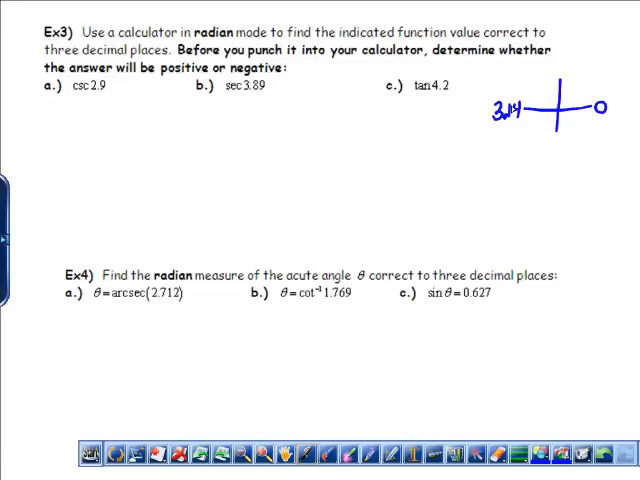 Ex3) Use a calculator in radian mode to find the indicated function value correct to
three decimal places. Before you punch it into your calculator, determine whether
the answer will be positive or negative:
a.) csc 2.9 b.) sec 3.89 c.) tan 4.2
3.14 0
Ex4) Find the radian measure of the acute angle θ correct to three decimal places:
a.) θ = arcsec(2.712) b.) θ = cot⁻¹ 1.769 c.) sin θ = 0.627
Start